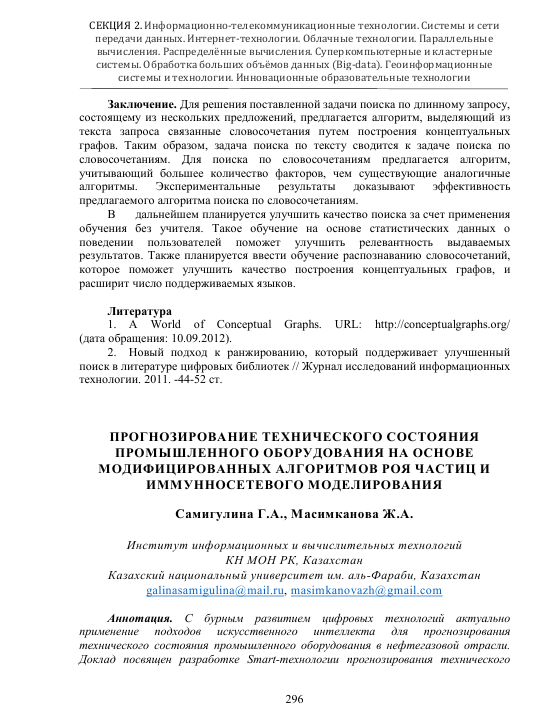 СЕКЦИЯ 2. Информационно-телекоммуникационные технологии. Системы и сети
передачи данных. Интернет-технологии. Облачные технологии. Параллельные
вычисления. Распределённые вычисления. Суперкомпьютерные и кластерные
системы. Обработка больших объёмов данных (Big-data). Геоинформационные
системы и технологии. Инновационные образовательные технологии
Заключение. Для решения поставленной задачи поиска по длинному запросу,
состоящему из нескольких предложений, предлагается алгоритм, выделяющий из
текста запроса связанные словосочетания путем построения концептуальных
графов. Таким образом, задача поиска по тексту сводится к задаче поиска по
словосочетаниям. Для поиска по словосочетаниям предлагается алгоритм,
учитывающий большее количество факторов, чем существующие аналогичные
алгоритмы. Экспериментальные результаты доказывают эффективность
предлагаемого алгоритма поиска по словосочетаниям.
В дальнейшем планируется улучшить качество поиска за счет применения
обучения без учителя. Такое обучение на основе статистических данных о
поведении пользователей поможет улучшить релевантность выдаваемых
результатов. Также планируется ввести обучение распознаванию словосочетаний,
которое поможет улучшить качество построения концептуальных графов, и
расширит число поддерживаемых языков.
Литература
1. A World of Conceptual Graphs. URL: http://conceptualgraphs.org/
(дата обращения: 10.09.2012).
2. Новый подход к ранжированию, который поддерживает улучшенный
поиск в литературе цифровых библиотек // Журнал исследований информационных
технологии. 2011. -44-52 ст.
ПРОГНОЗИРОВАНИЕ ТЕХНИЧЕСКОГО СОСТОЯНИЯ
ПРОМЫШЛЕННОГО ОБОРУДОВАНИЯ НА ОСНОВЕ
МОДИФИЦИРОВАННЫХ АЛГОРИТМОВ РОЯ ЧАСТИЦ И
ИММУННОСЕТЕВОГО МОДЕЛИРОВАНИЯ
Самигулина Г.А., Масимканова Ж.А.
Институт информационных и вычислительных технологий
КН МОН РК, Казахстан
Казахский национальный университет им. аль-Фараби, Казахстан
galinasamigulina@mail.ru, masimkanovazh@gmail.com
Аннотация. С бурным развитием цифровых технологий актуально
применение подходов искусственного интеллекта для прогнозирования
технического состояния промышленного оборудования в нефтегазовой отрасли.
Доклад посвящен разработке Smart-технологии прогнозирования технического
296